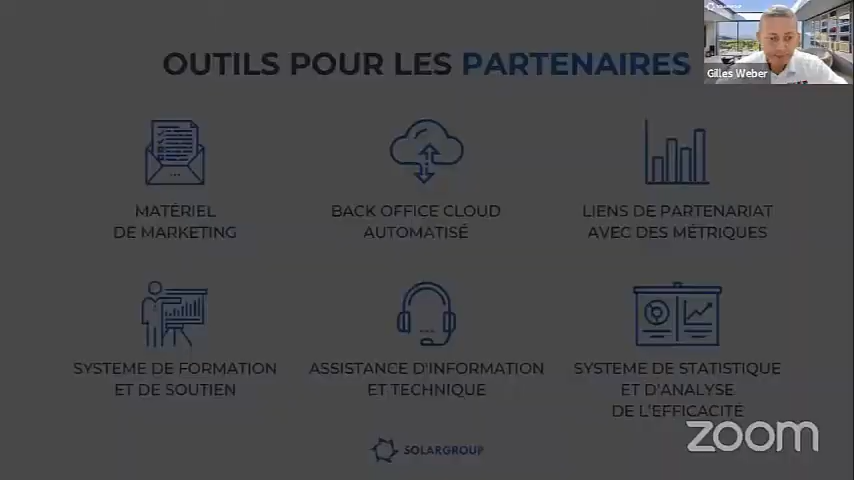 OUTILS POUR LES PARTENAIRES
SOLARGROUP
Gilles Weber
MATÉRIEL
DE MARKETING
BACK OFFICE CLOUD
AUTOMATISÉ
LIENS DE PARTENARIAT
AVEC DES MÉTRIQUES
SYSTEME DE FORMATION
ET DE SOUTIEN
ASSISTANCE D'INFORMATION
ET TECHNIQUE
SYSTEME DE STATISTIQUE
ET D'ANALYSE
DE L'EFFICACITÉ
SOLARGROUP
zoom